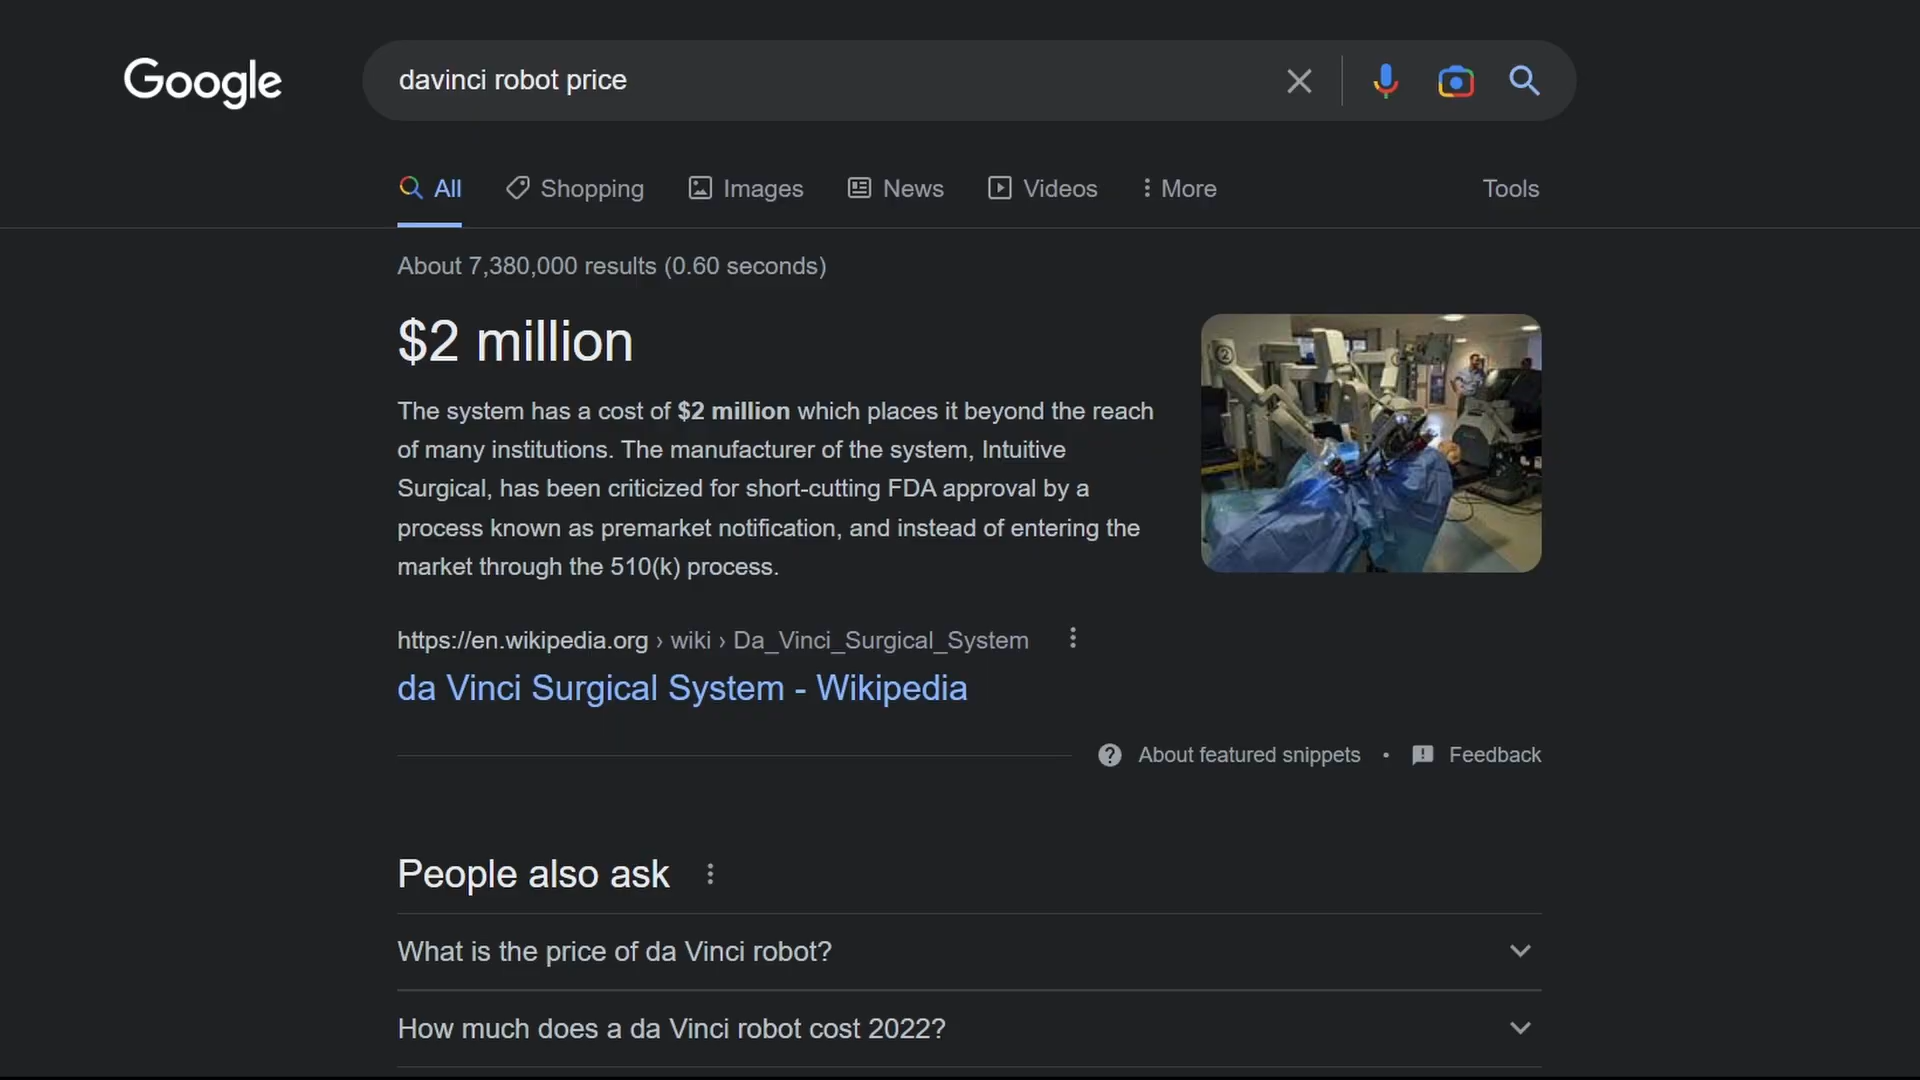 Google
davinci robot price
All
Shopping
Images
News
Videos
More
Tools
About 7,380,000 results (0.60 seconds)
$2 million
The system has a cost of $2 million which places it beyond the reach
of many institutions. The manufacturer of the system, Intuitive
Surgical, has been criticized for short-cutting FDA approval by a
process known as premarket notification, and instead of entering the
market through the 510(k) process.
2
https://en.wikipedia.org › wiki › Da_Vinci_Surgical_System
da Vinci Surgical System - Wikipedia
About featured snippets • Feedback
People also ask
What is the price of da Vinci robot?
How much does a da Vinci robot cost 2022?